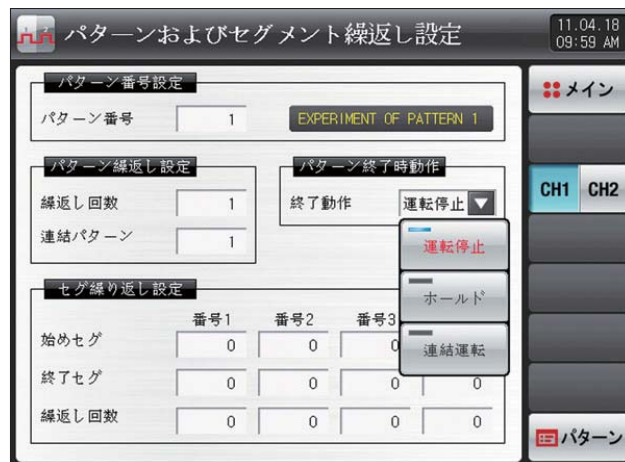 パターンおよびセグメント繰返し設定
11.04.18
09:59 AM
パターン番号設定
パターン番号 1 EXPERIMENT OF PATTERN 1
パターン繰返し設定
繰返し回数 1
連結パターン 1
パターン終了時動作
終了動作 運転停止
運転停止
ホールド
連結運転
セグ繰り返し設定
番号1 番号2 番号3
始めセグ 0 0 0
終了セグ 0 0 0 0
繰返し回数 0 0 0 0
メイン
CH1 CH2
パターン